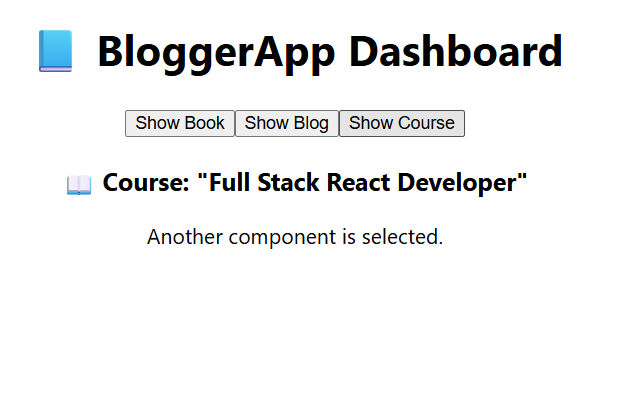 📘 BloggerApp Dashboard
Show Book Show Blog Show Course
📖 Course: "Full Stack React Developer"
Another component is selected.